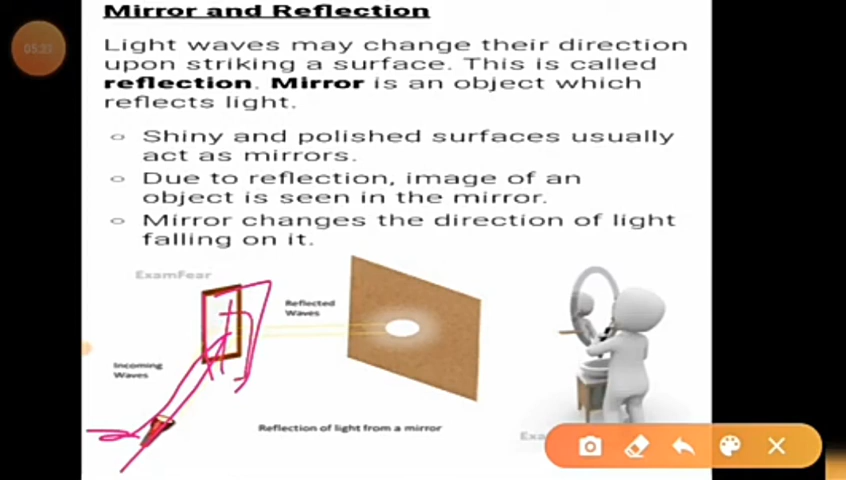 Mirror and Reflection
05:21
Light waves may change their direction
upon striking a surface. This is called
reflection. Mirror is an object which
reflects light.
Shiny and polished surfaces usually
act as mirrors.
Due to reflection, image of an
object is seen in the mirror.
Mirror changes the direction of light
falling on it.
ExamFear
Reflected
Waves
Incoming
Waves
Reflection of light from a mirror
Exa